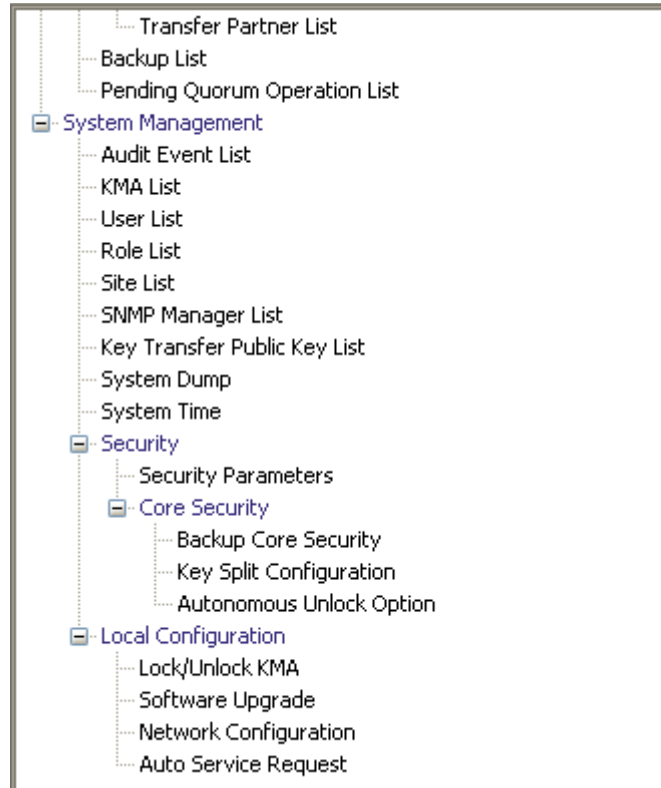 Transfer Partner List
Backup List
Pending Quorum Operation List
System Management
Audit Event List
KMA List
User List
Role List
Site List
SNMP Manager List
Key Transfer Public Key List
System Dump
System Time
Security
Security Parameters
Core Security
Backup Core Security
Key Split Configuration
Autonomous Unlock Option
Local Configuration
Lock/Unlock KMA
Software Upgrade
Network Configuration
Auto Service Request